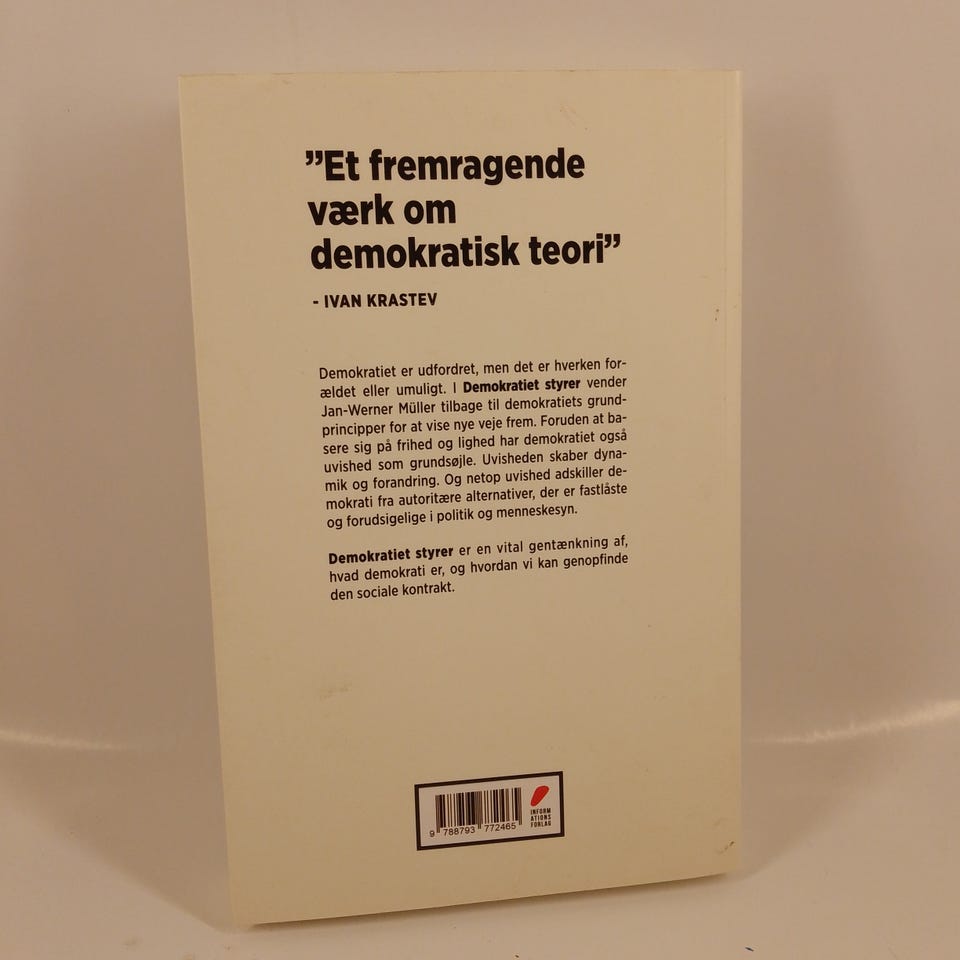 ”Et fremragende
værk om
demokratisk teori”
- IVAN KRASTEV
Demokratiet er udfordret, men det er hverken for-
ældet eller umuligt. I Demokratiet styrer vender
Jan-Werner Müller tilbage til demokratiets grund-
principper for at vise nye veje frem. Foruden at ba-
sere sig på frihed og lighed har demokratiet også
uvished som grundsøjle. Uvisheden skaber dyna-
mik og forandring. Og netop uvished adskiller de-
mokrati fra autoritære alternativer, der er fastlåste
og forudsigelige i politik og menneskesyn.
Demokratiet styrer er en vital gentænkning af,
hvad demokrati er, og hvordan vi kan genopfinde
den sociale kontrakt.
9 788793 772465
INFORM
ATIONS
FORLAG